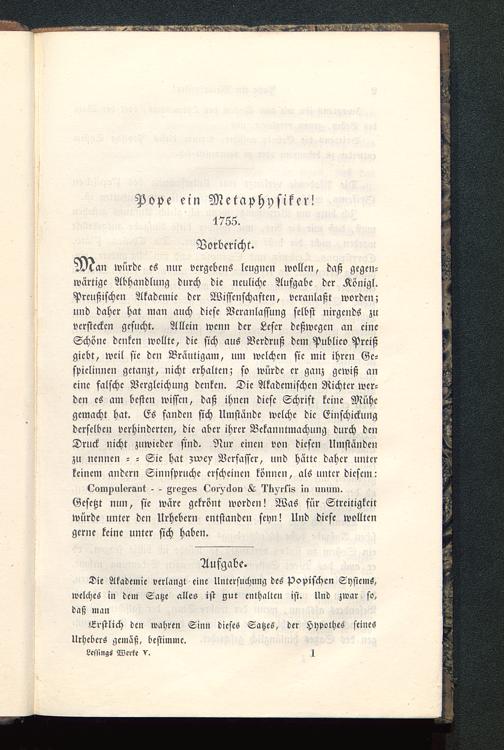 Pope ein Metaphysiker!
1755.
Vorbericht.
Man würde es nur vergebens leugnen wollen, daß gegen-
wärtige Abhandlung durch die neuliche Aufgabe der Königl.
Preußischen Akademie der Wissenschaften, veranlaßt worden;
und daher hat man auch diese Veranlassung selbst nirgends zu
verstecken gesucht. Allein wenn der Leser deßwegen an eine
Schöne denken wollte, die sich aus Verdruß dem Publico Preiß
giebt, weil sie den Bräutigam, um welchen sie mit ihren Ge-
spielinnen getanzt, nicht erhalten; so würde er ganz gewiß an
eine falsche Vergleichung denken. Die Akademischen Richter wer-
den es am besten wissen, daß ihnen diese Schrift keine Mühe
gemacht hat. Es fanden sich Umstände welche die Einschickung
derselben verhinderten, die aber ihrer Bekanntmachung durch den
Druck nicht zuwieder sind. Nur einen von diesen Umständen
zu nennen - - Sie hat zwey Verfasser, und hätte daher unter
keinem andern Sinnspruche erscheinen können, als unter diesem:
Compulerant - - greges Corydon & Thyrsis in unum.
Gesetzt nun, sie wäre gekrönt worden! Was für Streitigkeit
würde unter den Urhebern entstanden seyn! Und diese wollten
gerne keine unter sich haben.
Aufgabe.
Die Akademie verlangt eine Untersuchung des Popischen Systems,
welches in dem Satze alles ist gut enthalten ist. Und zwar so,
daß man
Erstlich den wahren Sinn dieses Satzes, der Hypothes seines
Urhebers gemäß, bestimme.
Lessings Werke V. 1